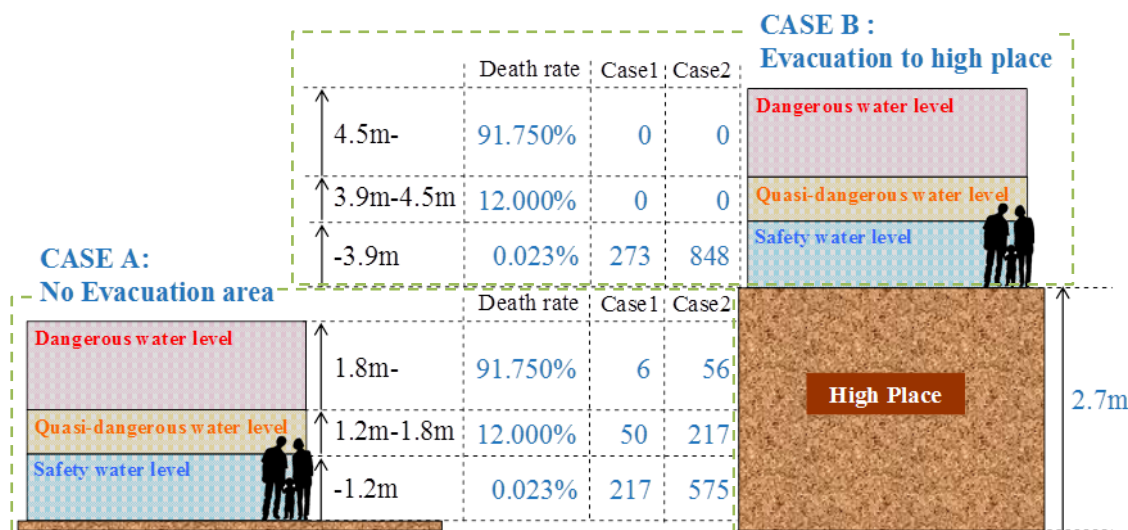 CASE B :
Evacuation to high place
Death rate Case1 Case2
4.5m- 91.750% 0 0
Dangerous water level
3.9m-4.5m 12.000% 0 0
Quasi-dangerous water level
-3.9m 0.023% 273 848
Safety water level
CASE A:
No Evacuation area
Death rate Case1 Case2
Dangerous water level
1.8m- 91.750% 6 56
Quasi-dangerous water level
1.2m-1.8m 12.000% 50 217
Safety water level
-1.2m 0.023% 217 575
High Place
2.7m